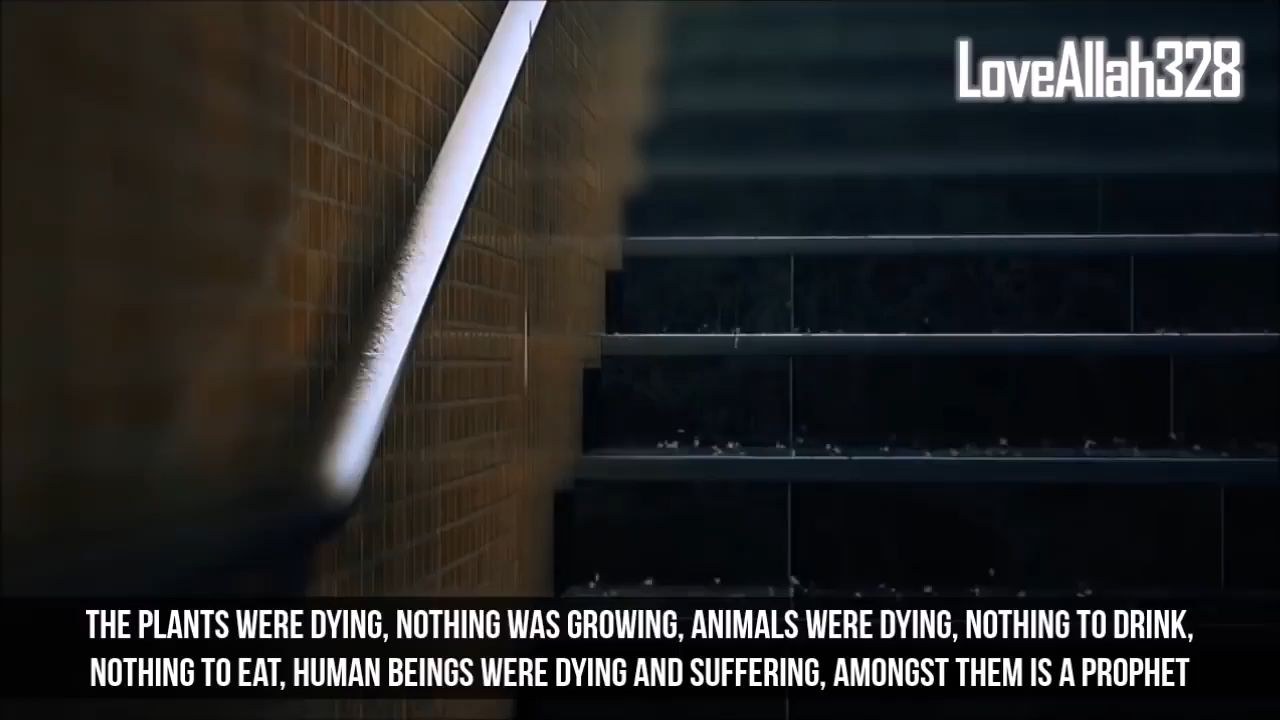 LoveAllah328
THE PLANTS WERE DYING, NOTHING WAS GROWING, ANIMALS WERE DYING, NOTHING TO DRINK,
NOTHING TO EAT, HUMAN BEINGS WERE DYING AND SUFFERING, AMONGST THEM IS A PROPHET